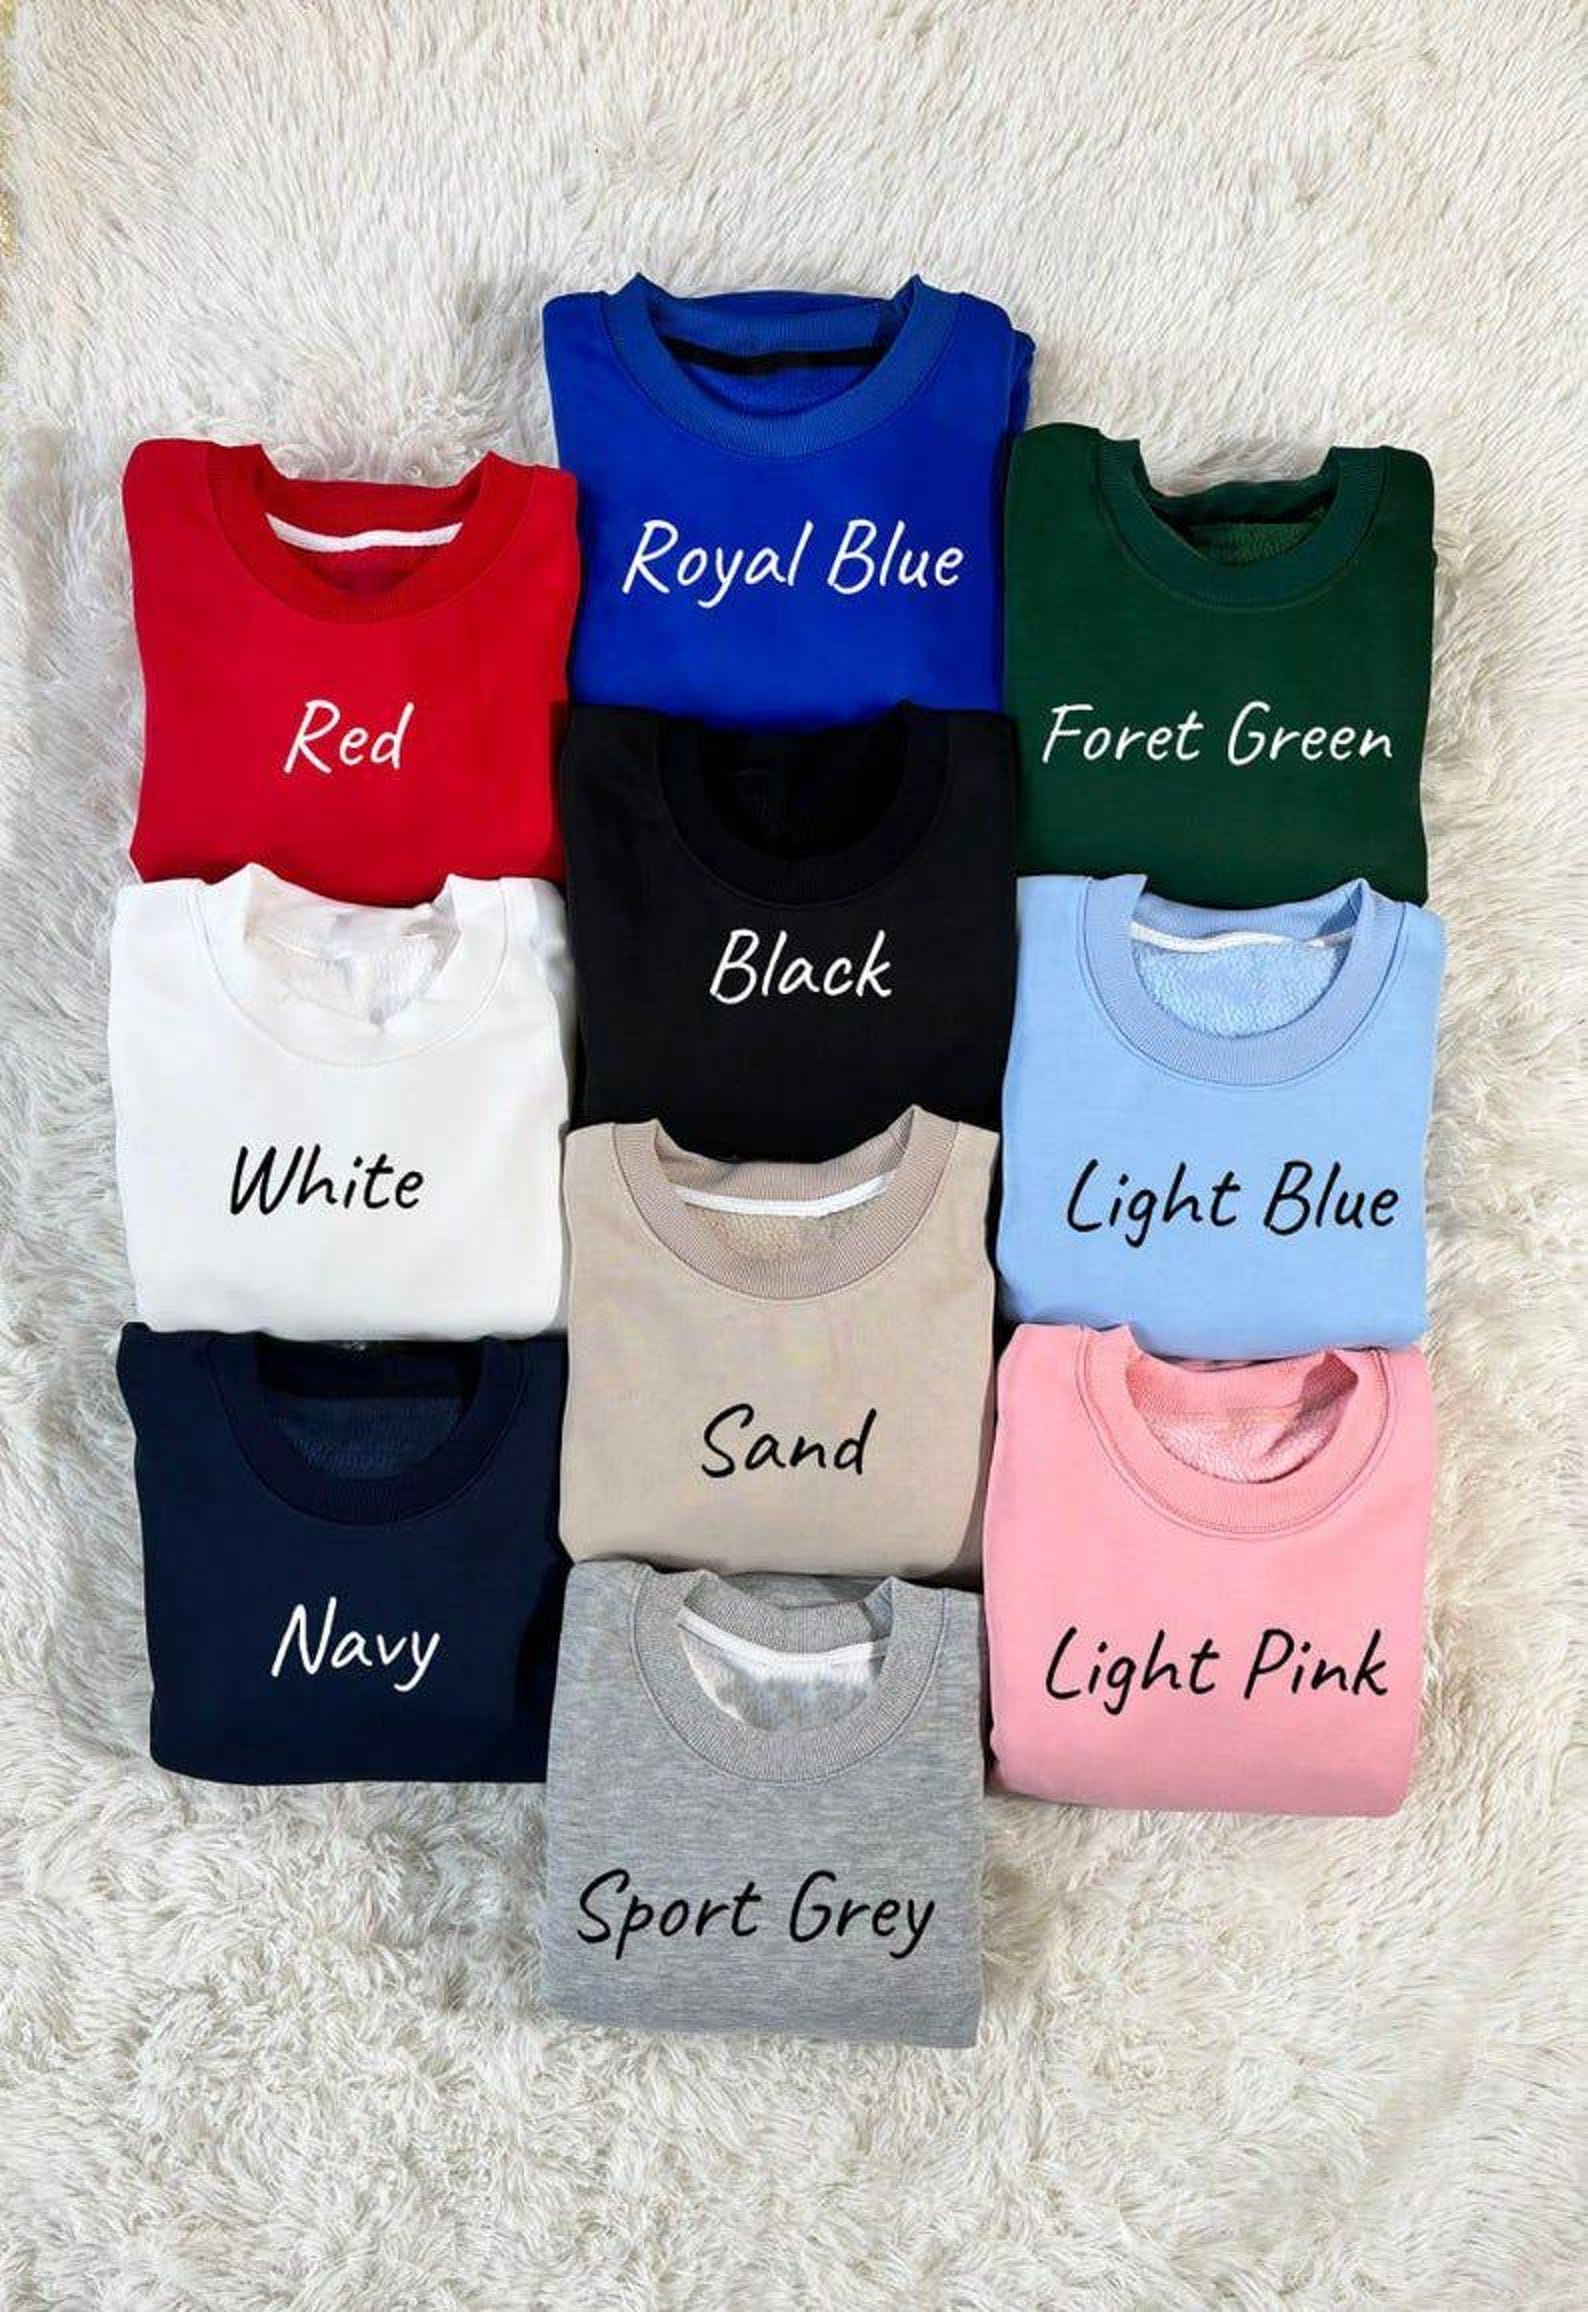 Royal Blue
Red
Foret Green
Black
White
Light Blue
Sand
Navy
Light Pink
Sport Grey